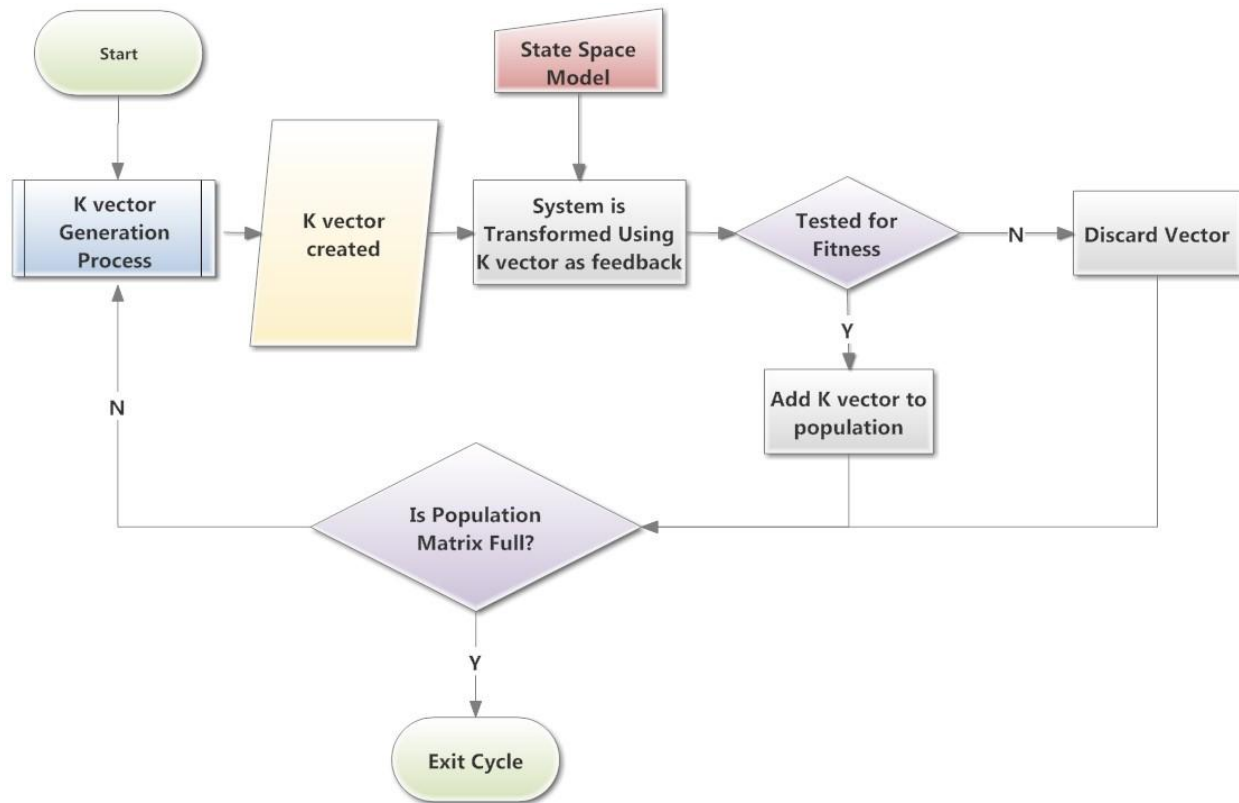 Start
State Space
Model
K vector
Generation
Process
K vector
created
System is
Transformed Using
K vector as feedback
Tested for
Fitness
N
Discard Vector
Y
Add K vector to
population
N
Is Population
Matrix Full?
Y
Exit Cycle